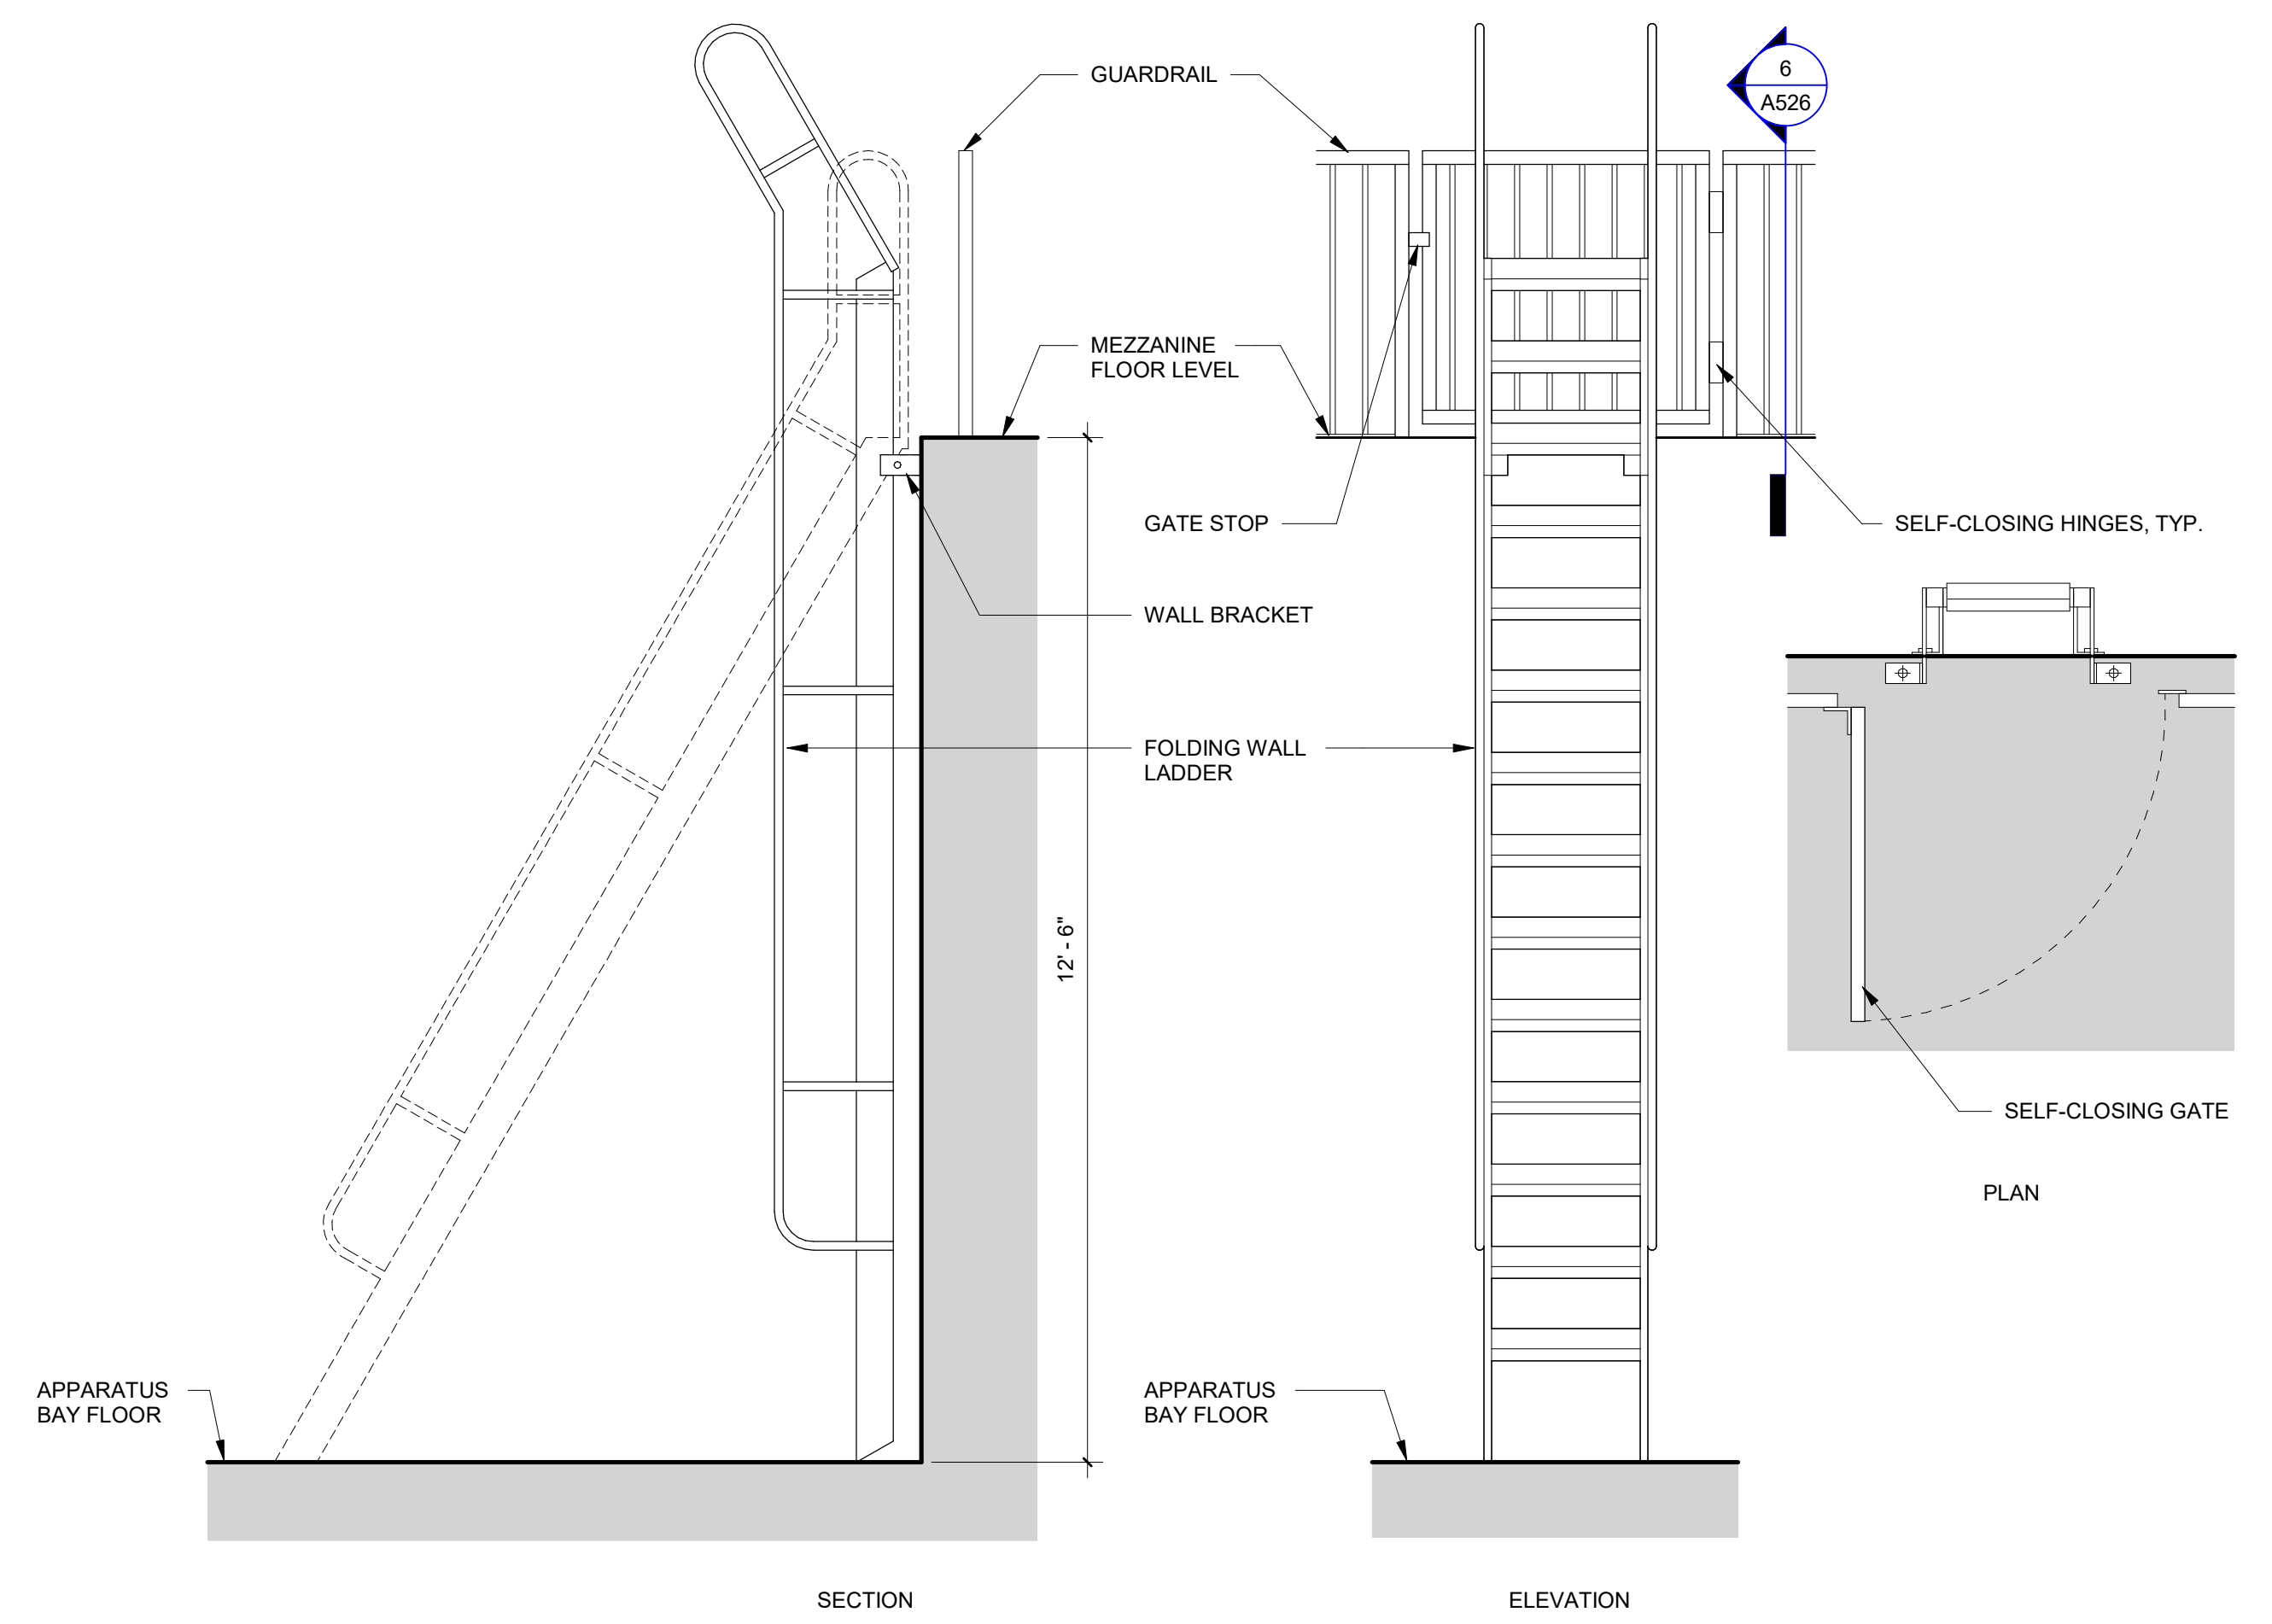 GUARDRAIL
6
A526
MEZZANINE
FLOOR LEVEL
GATE STOP
SELF-CLOSING HINGES, TYP.
WALL BRACKET
FOLDING WALL
LADDER
12' - 6"
SELF-CLOSING GATE
PLAN
APPARATUS
BAY FLOOR
APPARATUS
BAY FLOOR
SECTION
ELEVATION